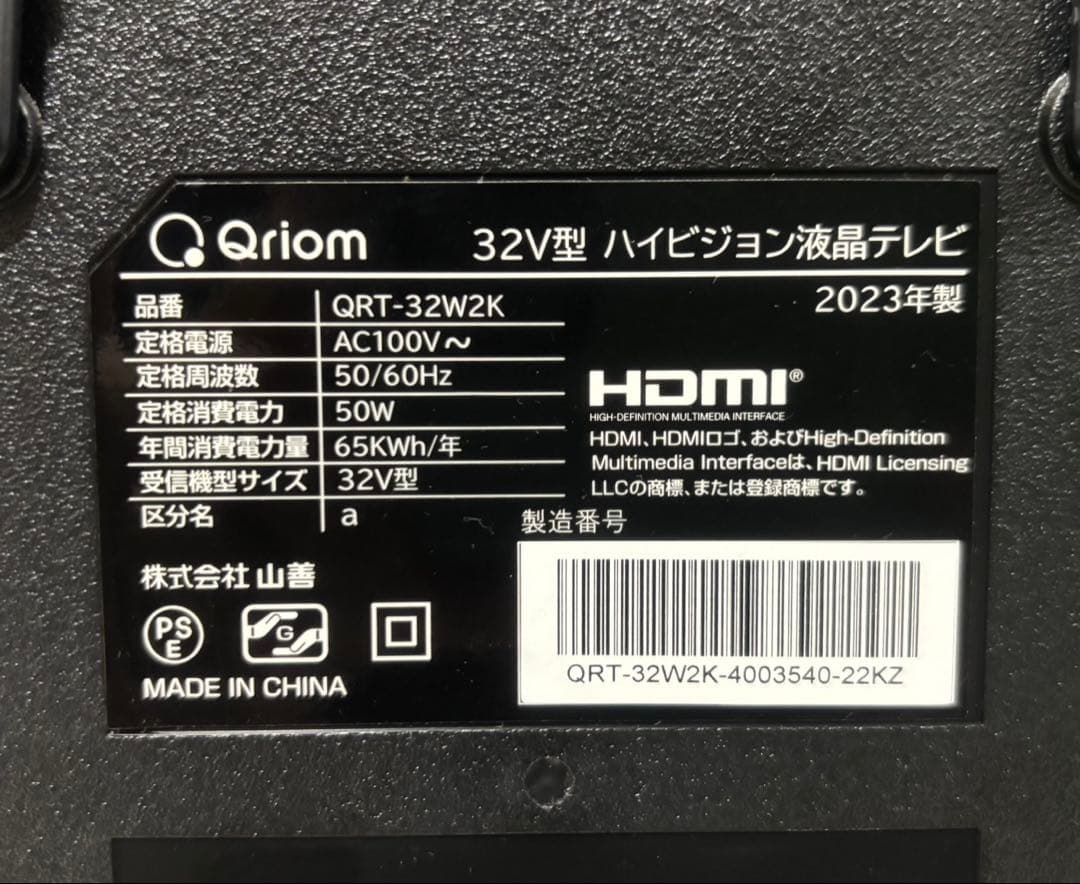 Qriom 32V型 ハイビジョン液晶テレビ
2023年製
品番 QRT-32W2K
定格電源 AC100V〜
定格周波数 50/60Hz
定格消費電力 50W
年間消費電力量 65KWh/年
受信機型サイズ 32V型
区分名 a
HDMI®
HIGH-DEFINITION MULTIMEDIA INTERFACE
HDMI、HDMIロゴ、およびHigh-Definition
Multimedia Interfaceは、HDMI Licensing
LLCの商標、または登録商標です。
製造番号
QRT-32W2K-4003540-22KZ
株式会社 山善
PS
E
G
MADE IN CHINA